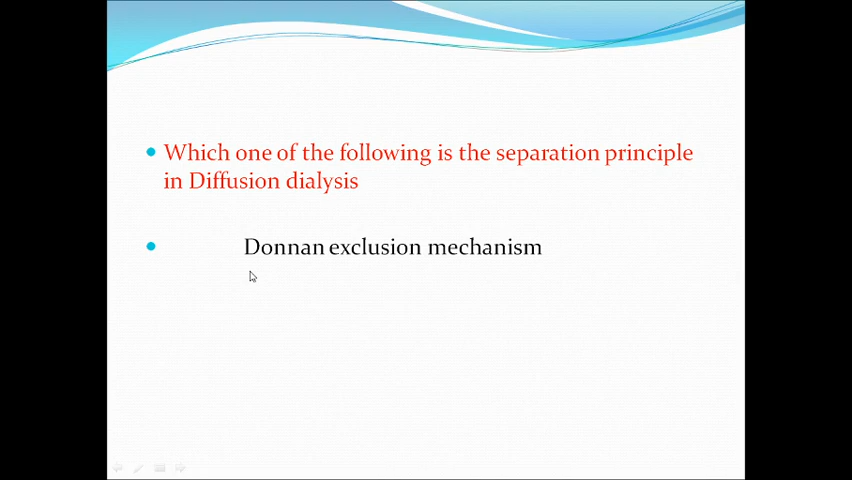 Which one of the following is the separation principle
in Diffusion dialysis
Donnan exclusion mechanism